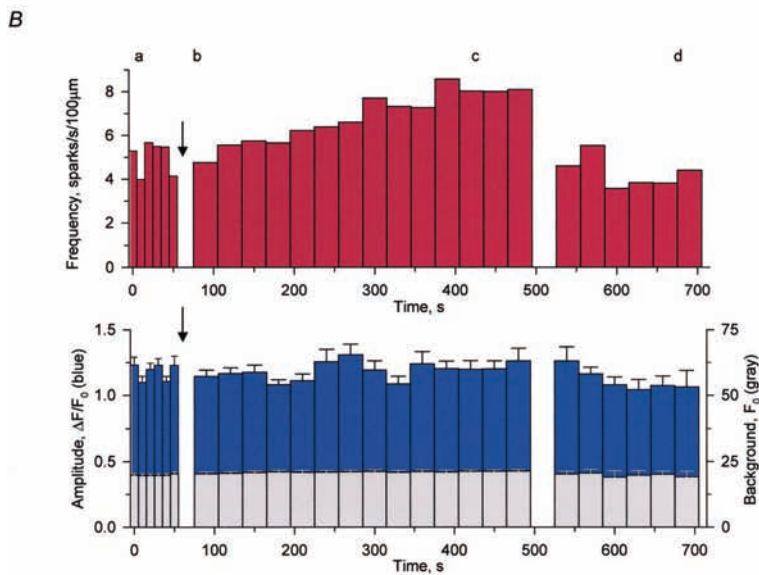 B
a b c d
8
6
4
2
0
Frequency, sparks/s/100µm
0 100 200 300 400 500 600 700
Time, s
1.5
1.0
0.5
0.0
Amplitude, ΔF/F₀ (blue)
75
50
25
0
Background, F₀ (gray)
0 100 200 300 400 500 600 700
Time, s